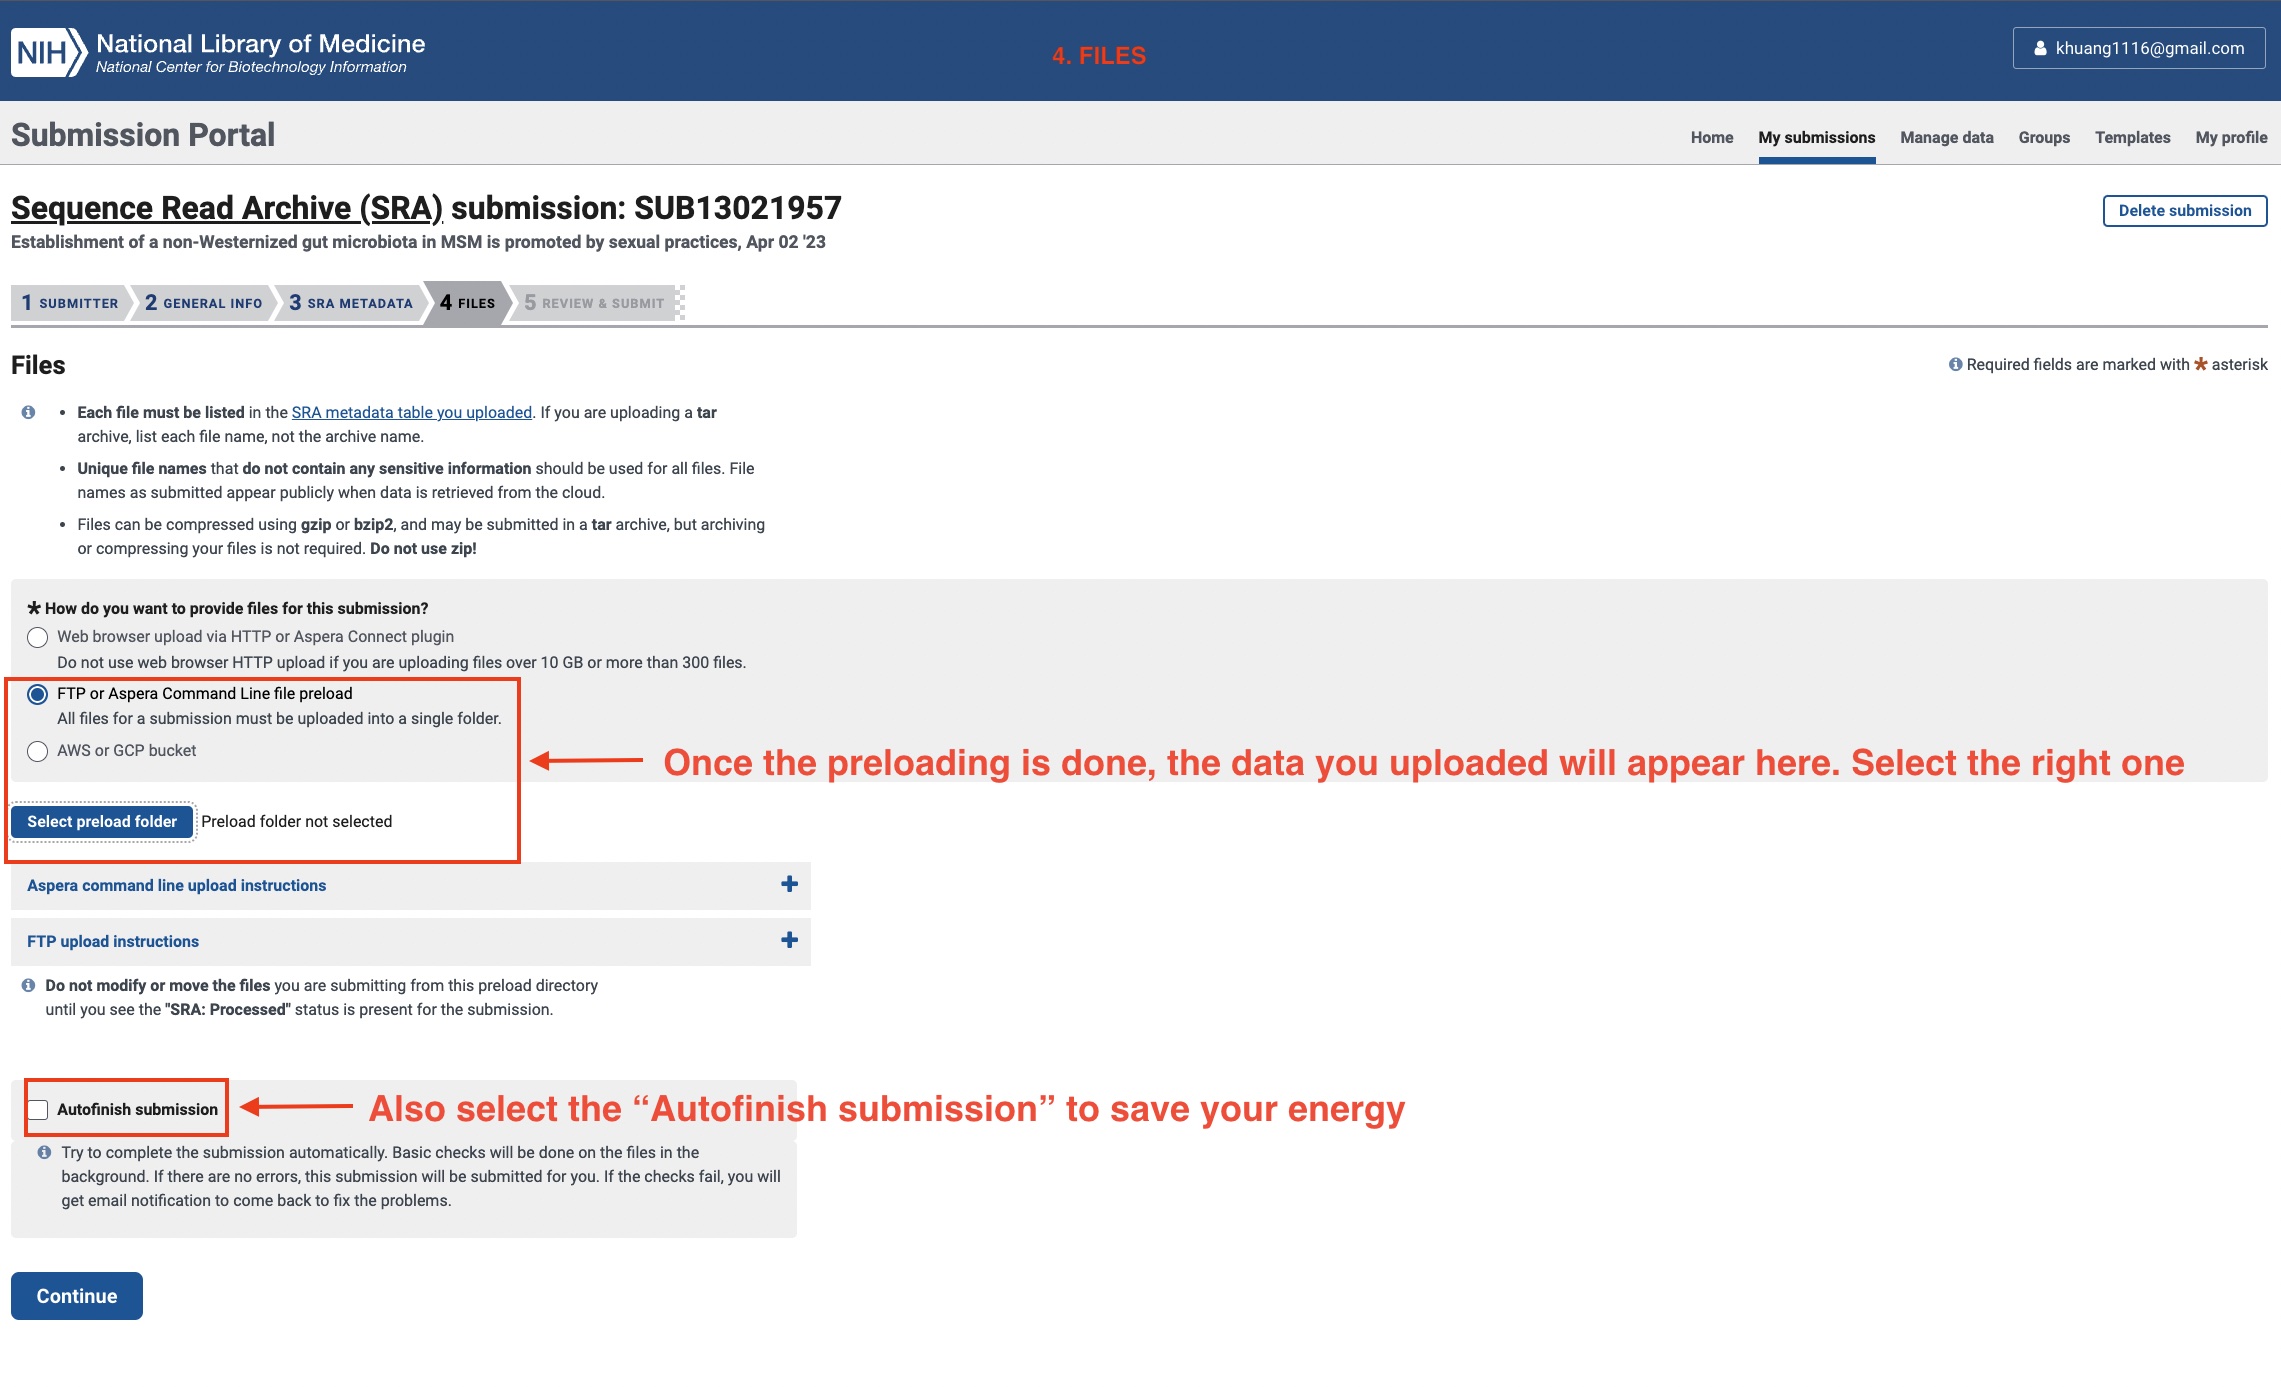 NIH National Library of Medicine
National Center for Biotechnology Information
4. FILES
khuang1116@gmail.com
Submission Portal
Home My submissions Manage data Groups Templates My profile
Sequence Read Archive (SRA) submission: SUB13021957
Delete submission
Establishment of a non-Westernized gut microbiota in MSM is promoted by sexual practices, Apr 02 '23
1 SUBMITTER 2 GENERAL INFO 3 SRA METADATA 4 FILES 5 REVIEW & SUBMIT
Files
Required fields are marked with * asterisk
• Each file must be listed in the SRA metadata table you uploaded. If you are uploading a tar
archive, list each file name, not the archive name.
• Unique file names that do not contain any sensitive information should be used for all files. File
names as submitted appear publicly when data is retrieved from the cloud.
• Files can be compressed using gzip or bzip2, and may be submitted in a tar archive, but archiving
or compressing your files is not required. Do not use zip!
* How do you want to provide files for this submission?
Web browser upload via HTTP or Aspera Connect plugin
Do not use web browser HTTP upload if you are uploading files over 10 GB or more than 300 files.
FTP or Aspera Command Line file preload
All files for a submission must be uploaded into a single folder.
AWS or GCP bucket
Once the preloading is done, the data you uploaded will appear here. Select the right one
Select preload folder Preload folder not selected
Aspera command line upload instructions
FTP upload instructions
Do not modify or move the files you are submitting from this preload directory
until you see the "SRA: Processed" status is present for the submission.
Autofinish submission
Also select the “Autofinish submission” to save your energy
Try to complete the submission automatically. Basic checks will be done on the files in the
background. If there are no errors, this submission will be submitted for you. If the checks fail, you will
get email notification to come back to fix the problems.
Continue